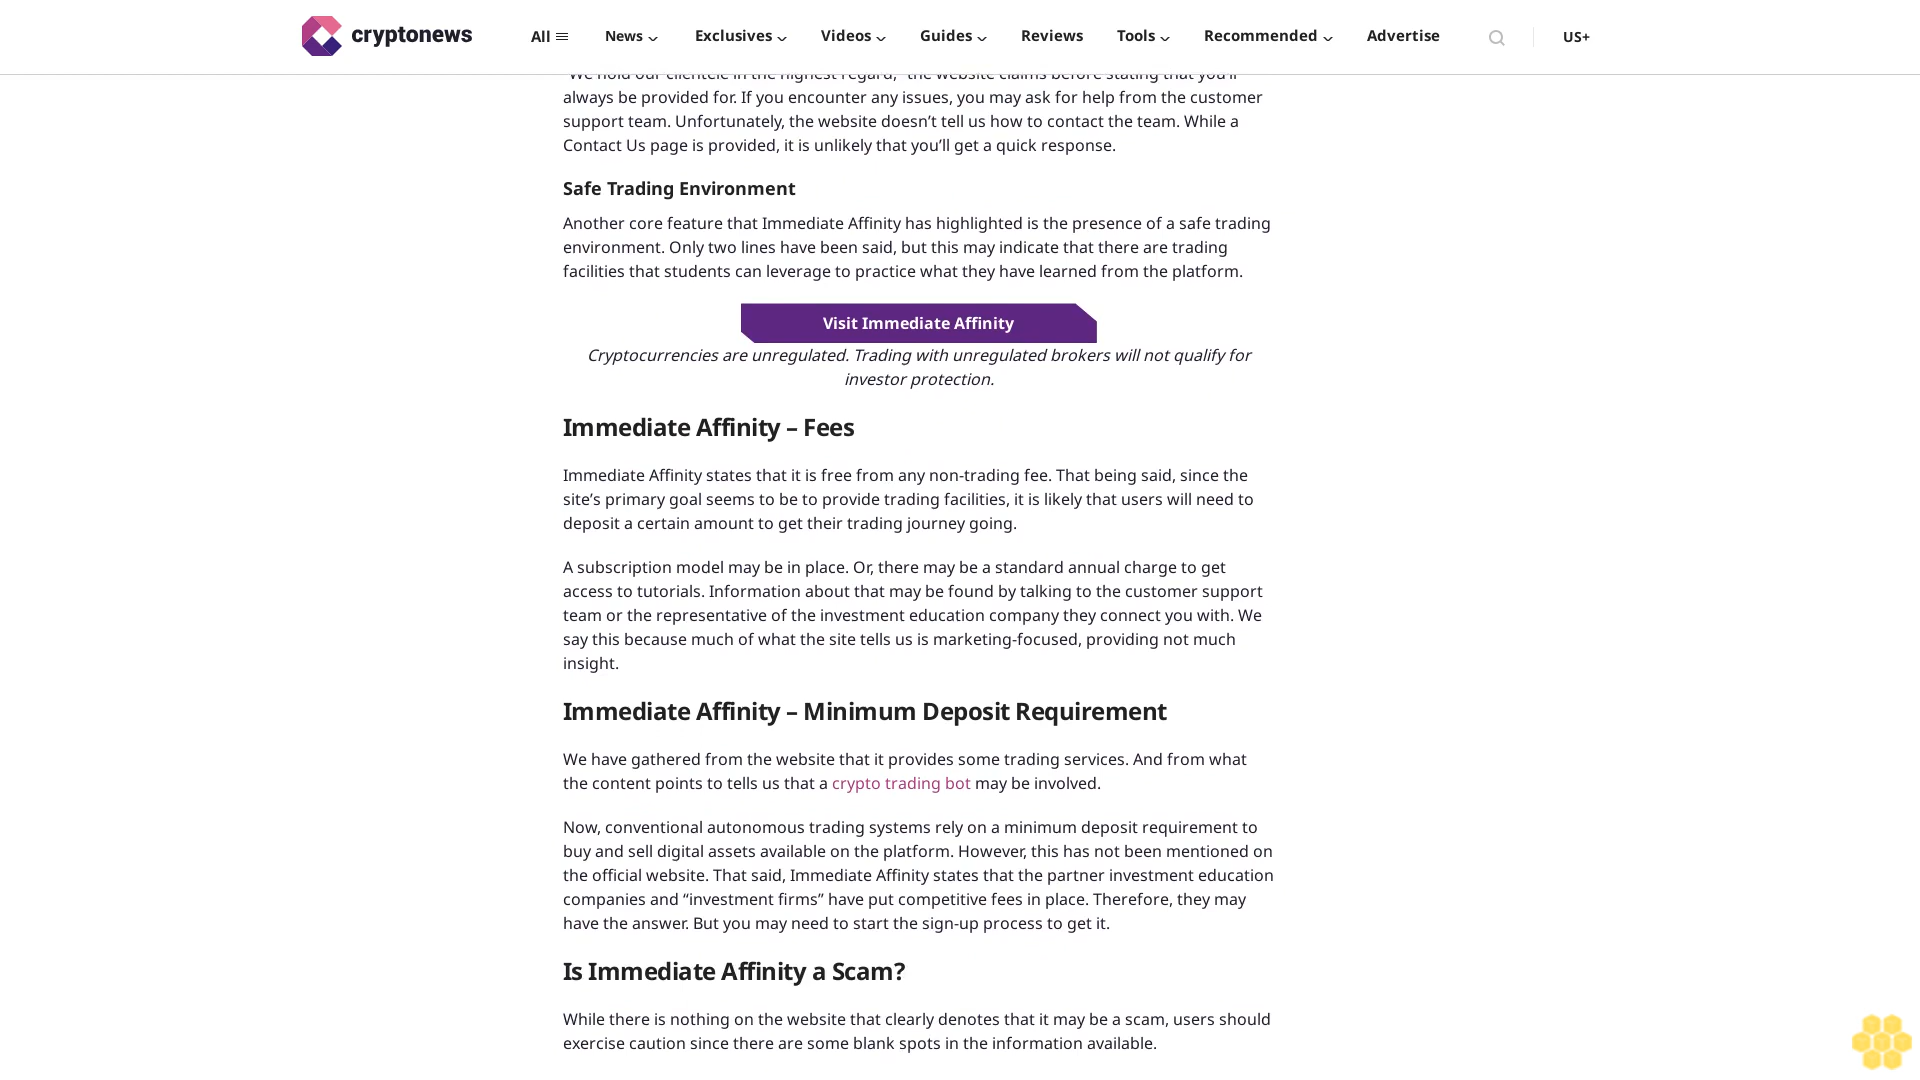 cryptonews
All
News
Exclusives
Videos
Guides
Reviews
Tools
Recommended
Advertise
US+
“We hold our clientele in the highest regard,” the website claims before stating that you’ll
always be provided for. If you encounter any issues, you may ask for help from the customer
support team. Unfortunately, the website doesn’t tell us how to contact the team. While a
Contact Us page is provided, it is unlikely that you’ll get a quick response.
Safe Trading Environment
Another core feature that Immediate Affinity has highlighted is the presence of a safe trading
environment. Only two lines have been said, but this may indicate that there are trading
facilities that students can leverage to practice what they have learned from the platform.
Visit Immediate Affinity
Cryptocurrencies are unregulated. Trading with unregulated brokers will not qualify for
investor protection.
Immediate Affinity – Fees
Immediate Affinity states that it is free from any non-trading fee. That being said, since the
site’s primary goal seems to be to provide trading facilities, it is likely that users will need to
deposit a certain amount to get their trading journey going.
A subscription model may be in place. Or, there may be a standard annual charge to get
access to tutorials. Information about that may be found by talking to the customer support
team or the representative of the investment education company they connect you with. We
say this because much of what the site tells us is marketing-focused, providing not much
insight.
Immediate Affinity – Minimum Deposit Requirement
We have gathered from the website that it provides some trading services. And from what
the content points to tells us that a crypto trading bot may be involved.
Now, conventional autonomous trading systems rely on a minimum deposit requirement to
buy and sell digital assets available on the platform. However, this has not been mentioned on
the official website. That said, Immediate Affinity states that the partner investment education
companies and “investment firms” have put competitive fees in place. Therefore, they may
have the answer. But you may need to start the sign-up process to get it.
Is Immediate Affinity a Scam?
While there is nothing on the website that clearly denotes that it may be a scam, users should
exercise caution since there are some blank spots in the information available.